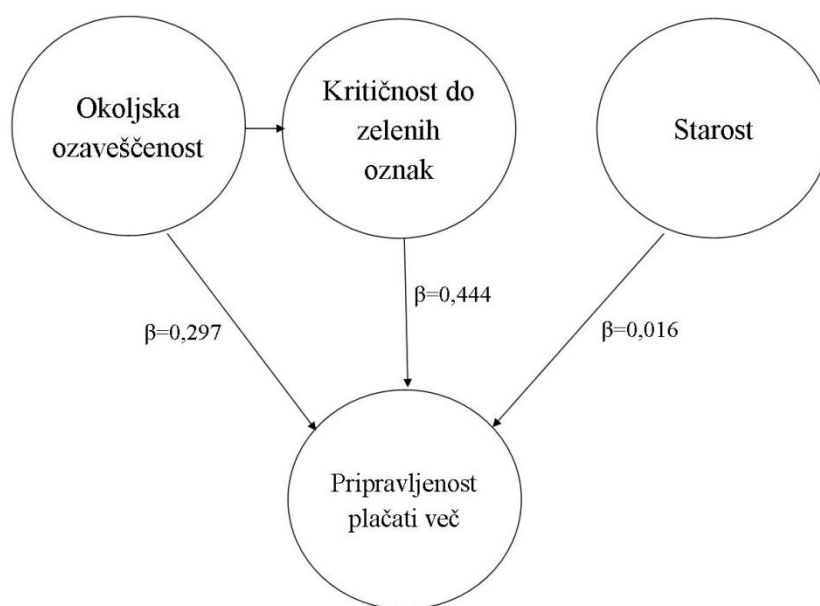 Okoljska
ozaveščenost
Kritičnost do
zelenih
oznak
Starost
β=0,297
β=0,444
β=0,016
Pripravljenost
plačati več